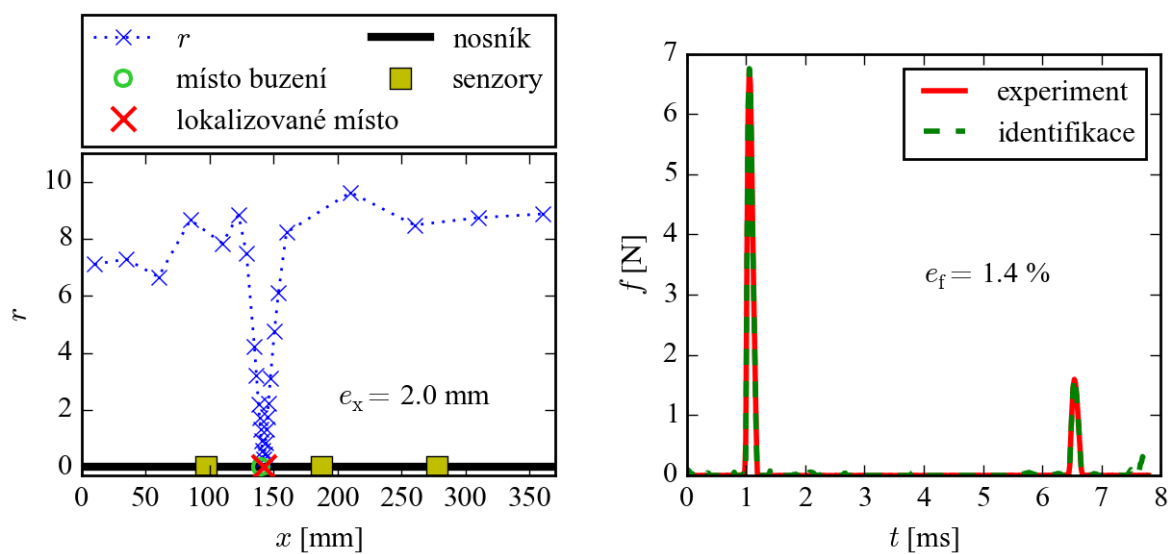 r
nosník
místo buzení
senzory
lokalizované místo
10
8
6
4
2
0
r
eₓ = 2.0 mm
0 50 100 150 200 250 300 350
x [mm]
experiment
identifikace
7
6
5
4
3
2
1
0
f [N]
e_f = 1.4 %
0 1 2 3 4 5 6 7 8
t [ms]